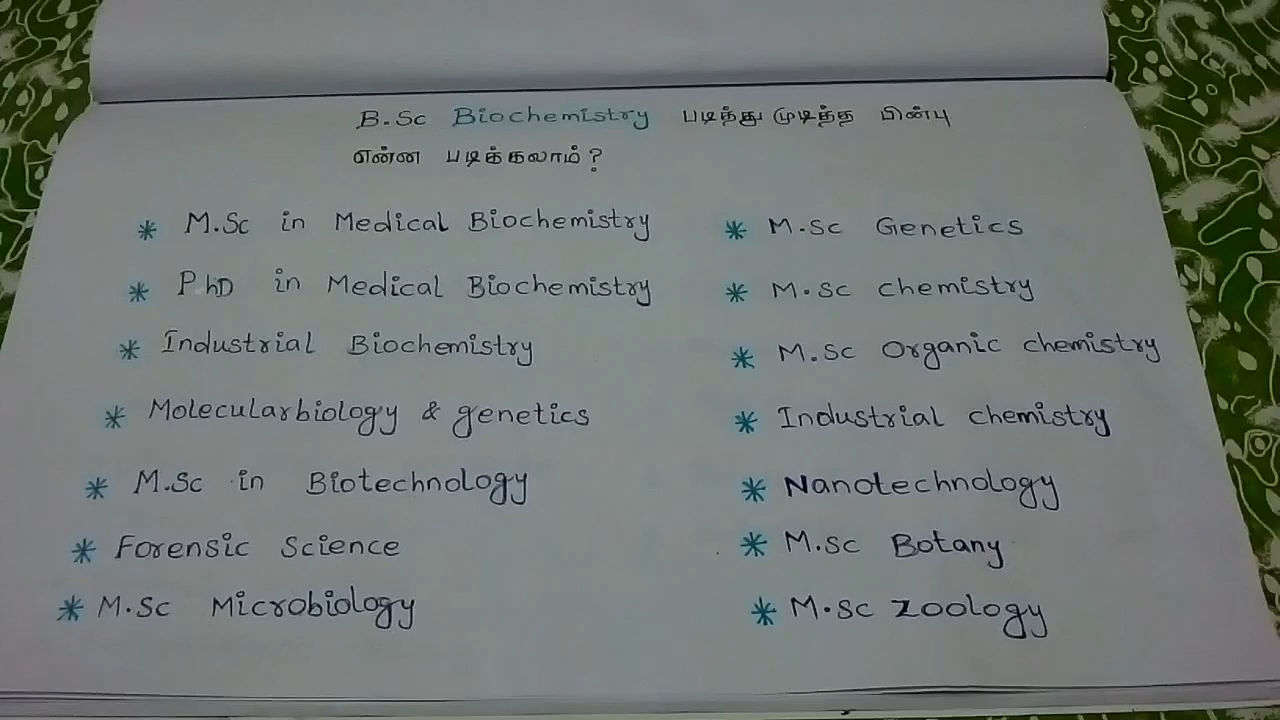 B.Sc Biochemistry படித்து முடித்த பின்பு
என்ன படிக்கலாம்?
* M.Sc in Medical Biochemistry
* PhD in Medical Biochemistry
* Industrial Biochemistry
* Molecularbiology & genetics
* M.Sc in Biotechnology
* Forensic Science
* M.Sc Microbiology
* M.Sc Genetics
* M.Sc chemistry
* M.Sc Organic chemistry
* Industrial chemistry
* Nanotechnology
* M.Sc Botany
* M.Sc Zoology